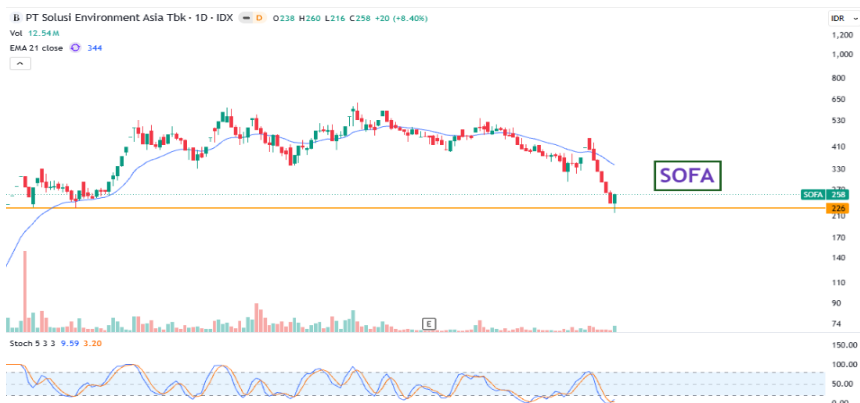 B PT Solusi Environment Asia Tbk · 1D · IDX D O238 H260 L216 C258 +20 (+8.40%)
IDR
Vol 12.54M
EMA 21 close 344
1,200
1,000
800
650
530
410
330
SOFA
SOFA 258
226
210
170
140
110
90
E
74
Stoch 5 3 3 9.59 3.20
150.00
100.00
50.00
0.00